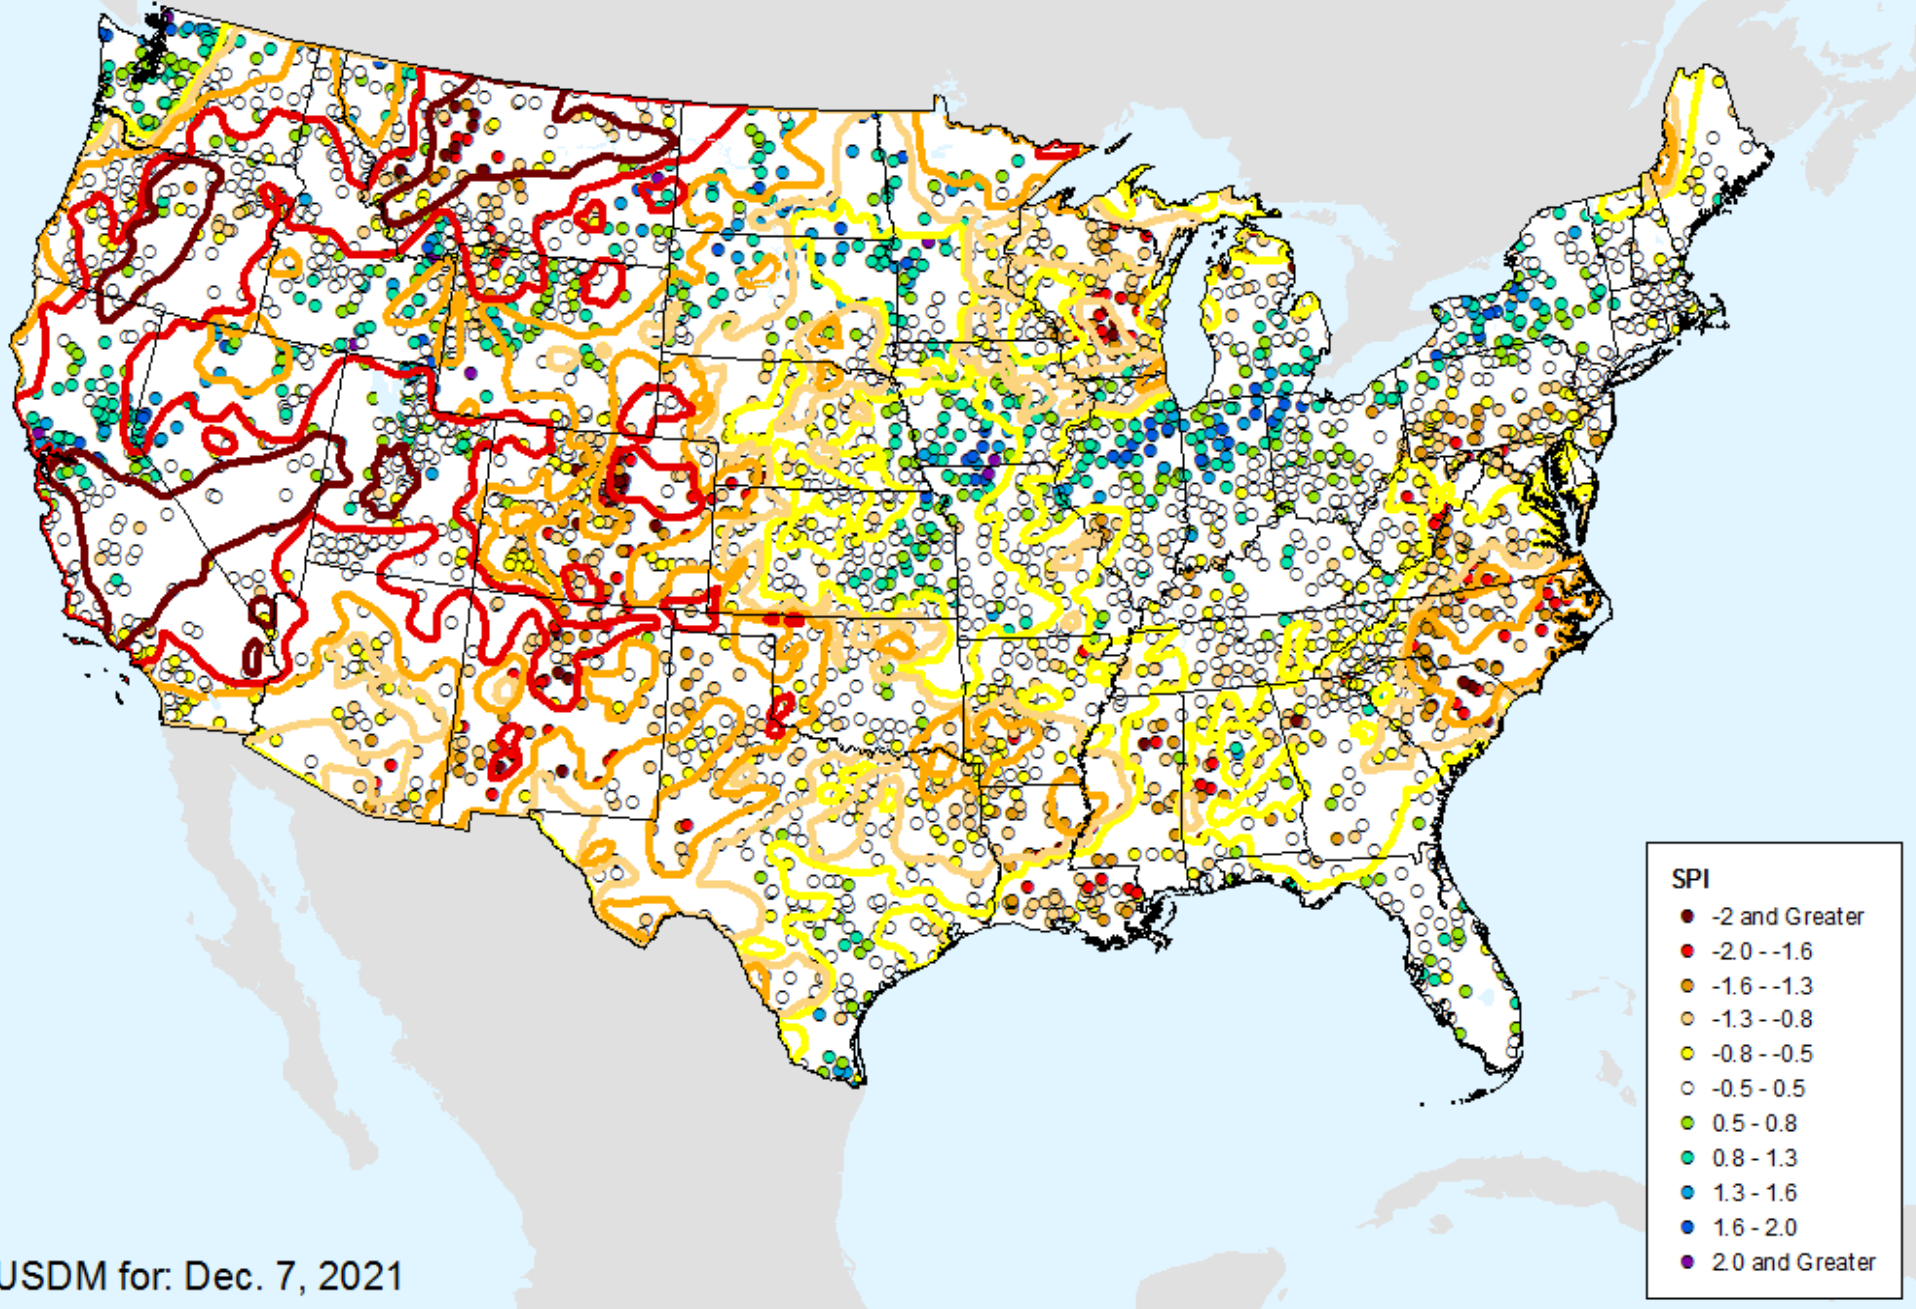 SPI
-2 and Greater
-2.0 - -1.6
-1.6 - -1.3
-1.3 - -0.8
-0.8 - -0.5
-0.5 - 0.5
0.5 - 0.8
0.8 - 1.3
1.3 - 1.6
1.6 - 2.0
2.0 and Greater
USDM for: Dec. 7, 2021